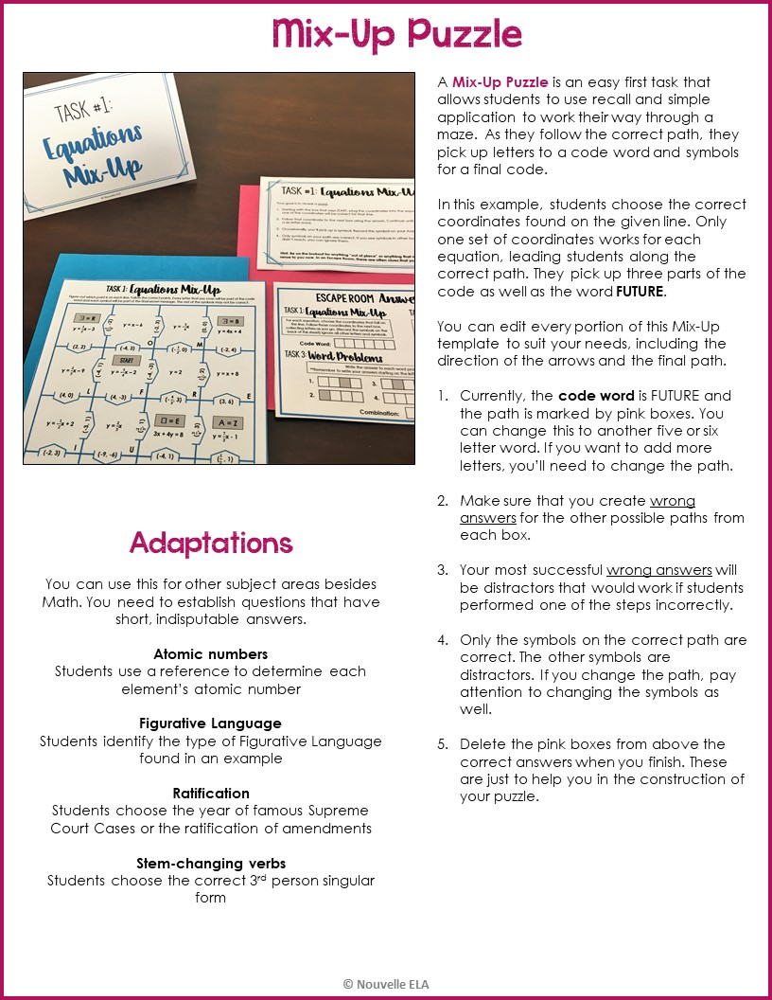 Mix-Up Puzzle
TASK #1:
Equations
Mix-Up
© Nouvelle ELA
TASK #1: Equations Mix-U
TASK 1: Equations Mix-Up
START
ESCAPE ROOM Answe
TASK 1: Equations Mix-Up
Code Word:
TASK 3: Word Problems
1.
3.
2.
4.
Combination:
A Mix-Up Puzzle is an easy first task that
allows students to use recall and simple
application to work their way through a
maze. As they follow the correct path, they
pick up letters to a code word and symbols
for a final code.
In this example, students choose the correct
coordinates found on the given line. Only
one set of coordinates works for each
equation, leading students along the
correct path. They pick up three parts of the
code as well as the word FUTURE.
You can edit every portion of this Mix-Up
template to suit your needs, including the
direction of the arrows and the final path.
1. Currently, the code word is FUTURE and
the path is marked by pink boxes. You
can change this to another five or six
letter word. If you want to add more
letters, you'll need to change the path.
2. Make sure that you create wrong
answers for the other possible paths from
each box.
3. Your most successful wrong answers will
be distractors that would work if students
performed one of the steps incorrectly.
4. Only the symbols on the correct path are
correct. The other symbols are
distractors. If you change the path, pay
attention to changing the symbols as
well.
5. Delete the pink boxes from above the
correct answers when you finish. These
are just to help you in the construction of
your puzzle.
Adaptations
You can use this for other subject areas besides
Math. You need to establish questions that have
short, indisputable answers.
Atomic numbers
Students use a reference to determine each
element's atomic number
Figurative Language
Students identify the type of Figurative Language
found in an example
Ratification
Students choose the year of famous Supreme
Court Cases or the ratification of amendments
Stem-changing verbs
Students choose the correct 3rd person singular
form
© Nouvelle ELA